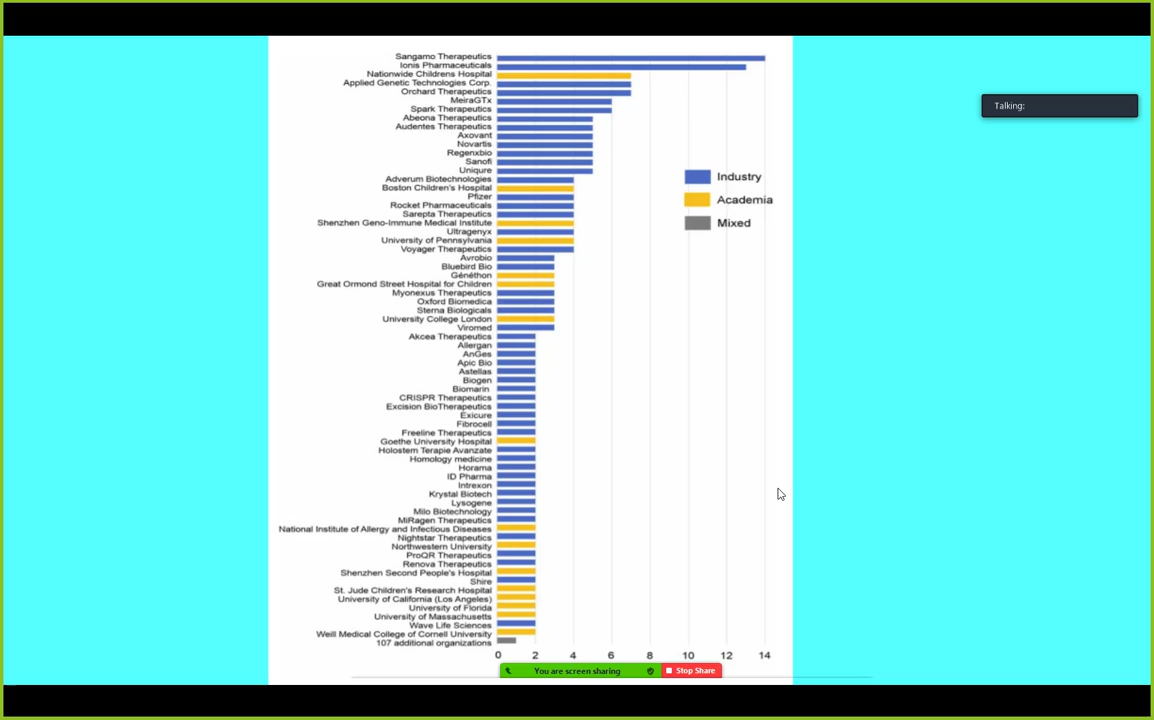 Sangamo Therapeutics
Ionis Pharmaceuticals
Nationwide Childrens Hospital
Applied Genetic Technologies Corp.
Orchard Therapeutics
MeiraGTx
Spark Therapeutics
Abeona Therapeutics
Audentes Therapeutics
Axovant
Novartis
Regenxbio
Sanofi
Uniqure
Adverum Biotechnologies
Boston Children's Hospital
Pfizer
Rocket Pharmaceuticals
Sarepta Therapeutics
Shenzhen Geno-Immune Medical Institute
Ultragenyx
University of Pennsylvania
Voyager Therapeutics
Avrobio
Bluebird Bio
Généthon
Great Ormond Street Hospital for Children
Myonexus Therapeutics
Oxford Biomedica
Sterna Biologicals
University College London
Viromed
Akcea Therapeutics
Allergan
AnGes
Apic Bio
Astellas
Biogen
Biomarin
CRISPR Therapeutics
Excision BioTherapeutics
Exicure
Fibrocell
Freeline Therapeutics
Goethe University Hospital
Holostem Terapie Avanzate
Homology medicine
Horama
ID Pharma
Intrexon
Krystal Biotech
Lysogene
Milo Biotechnology
MiRagen Therapeutics
National Institute of Allergy and Infectious Diseases
Nightstar Therapeutics
Northwestern University
ProQR Therapeutics
Renova Therapeutics
Shenzhen Second People's Hospital
Shire
St. Jude Children's Research Hospital
University of California (Los Angeles)
University of Florida
University of Massachusetts
Wave Life Sciences
Weill Medical College of Cornell University
107 additional organizations
0 2 4 6 8 10 12 14
Industry
Academia
Mixed
Talking:
You are screen sharing
Stop Share